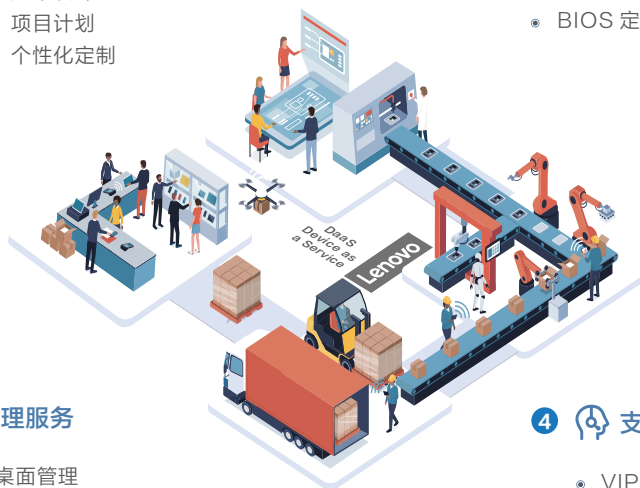 项目计划
个性化定制
BIOS 定
DaaS
Device as
a Service
Lenovo
理服务
桌面管理
4 支
VIP